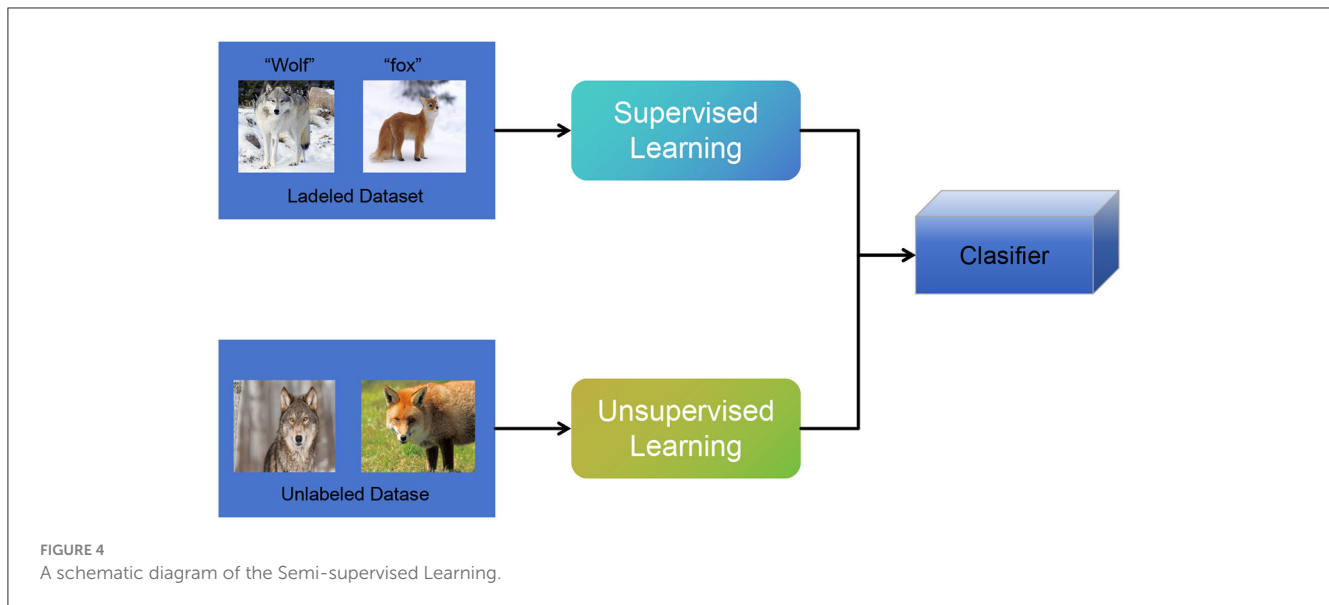 “Wolf” “fox”
Ladeled Dataset
Supervised
Learning
Clasifier
Unlabeled Datase
Unsupervised
Learning
FIGURE 4
A schematic diagram of the Semi-supervised Learning.